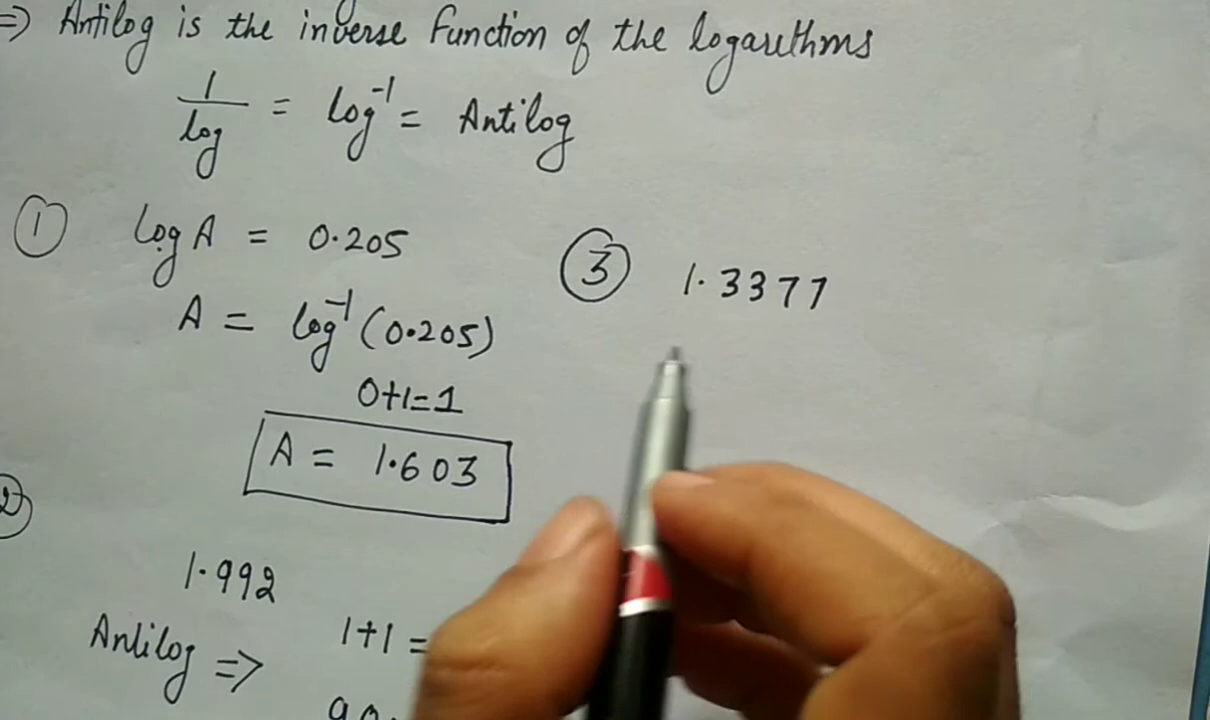 =) Antilog is the inverse function of the logarithms
1/log = log⁻¹ = Antilog
① log A = 0.205
A = log⁻¹ (0.205)
0+1=1
A = 1.603
②
1.992
Antilog => 1+1 =
③ 1.3377